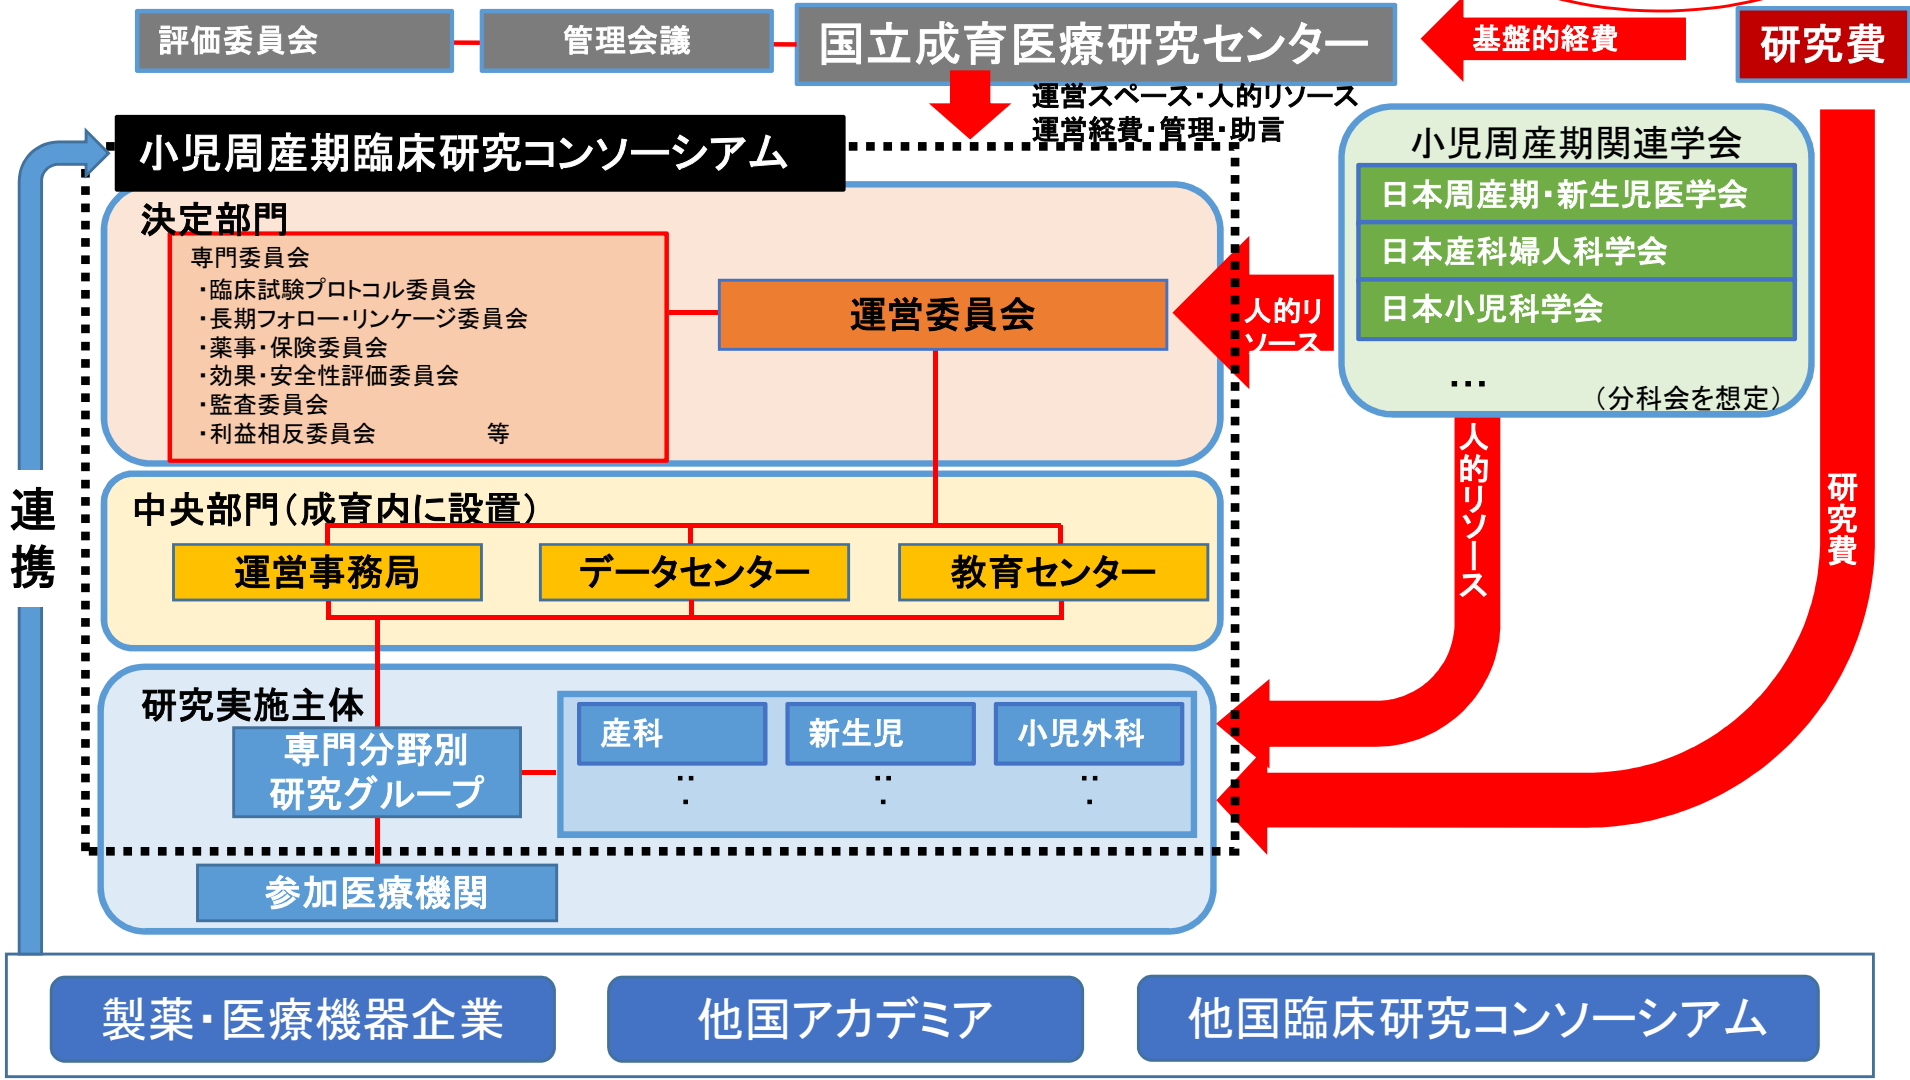 評価委員会
管理会議
国立成育医療研究センター
基盤的経費
研究費
運営スペース・人的リソース
運営経費・管理・助言
小児周産期臨床研究コンソーシアム
小児周産期関連学会
日本周産期・新生児医学会
日本産科婦人科学会
日本小児科学会
…
（分科会を想定）
決定部門
専門委員会
・臨床試験プロトコル委員会
・長期フォロー・リンケージ委員会
・薬事・保険委員会
・効果・安全性評価委員会
・監査委員会
・利益相反委員会　　　　等
運営委員会
人的リ
ソース
人的リソース
研究費
連携
中央部門（成育内に設置）
運営事務局
データセンター
教育センター
研究実施主体
専門分野別
研究グループ
産科
新生児
小児外科
参加医療機関
製薬・医療機器企業
他国アカデミア
他国臨床研究コンソーシアム